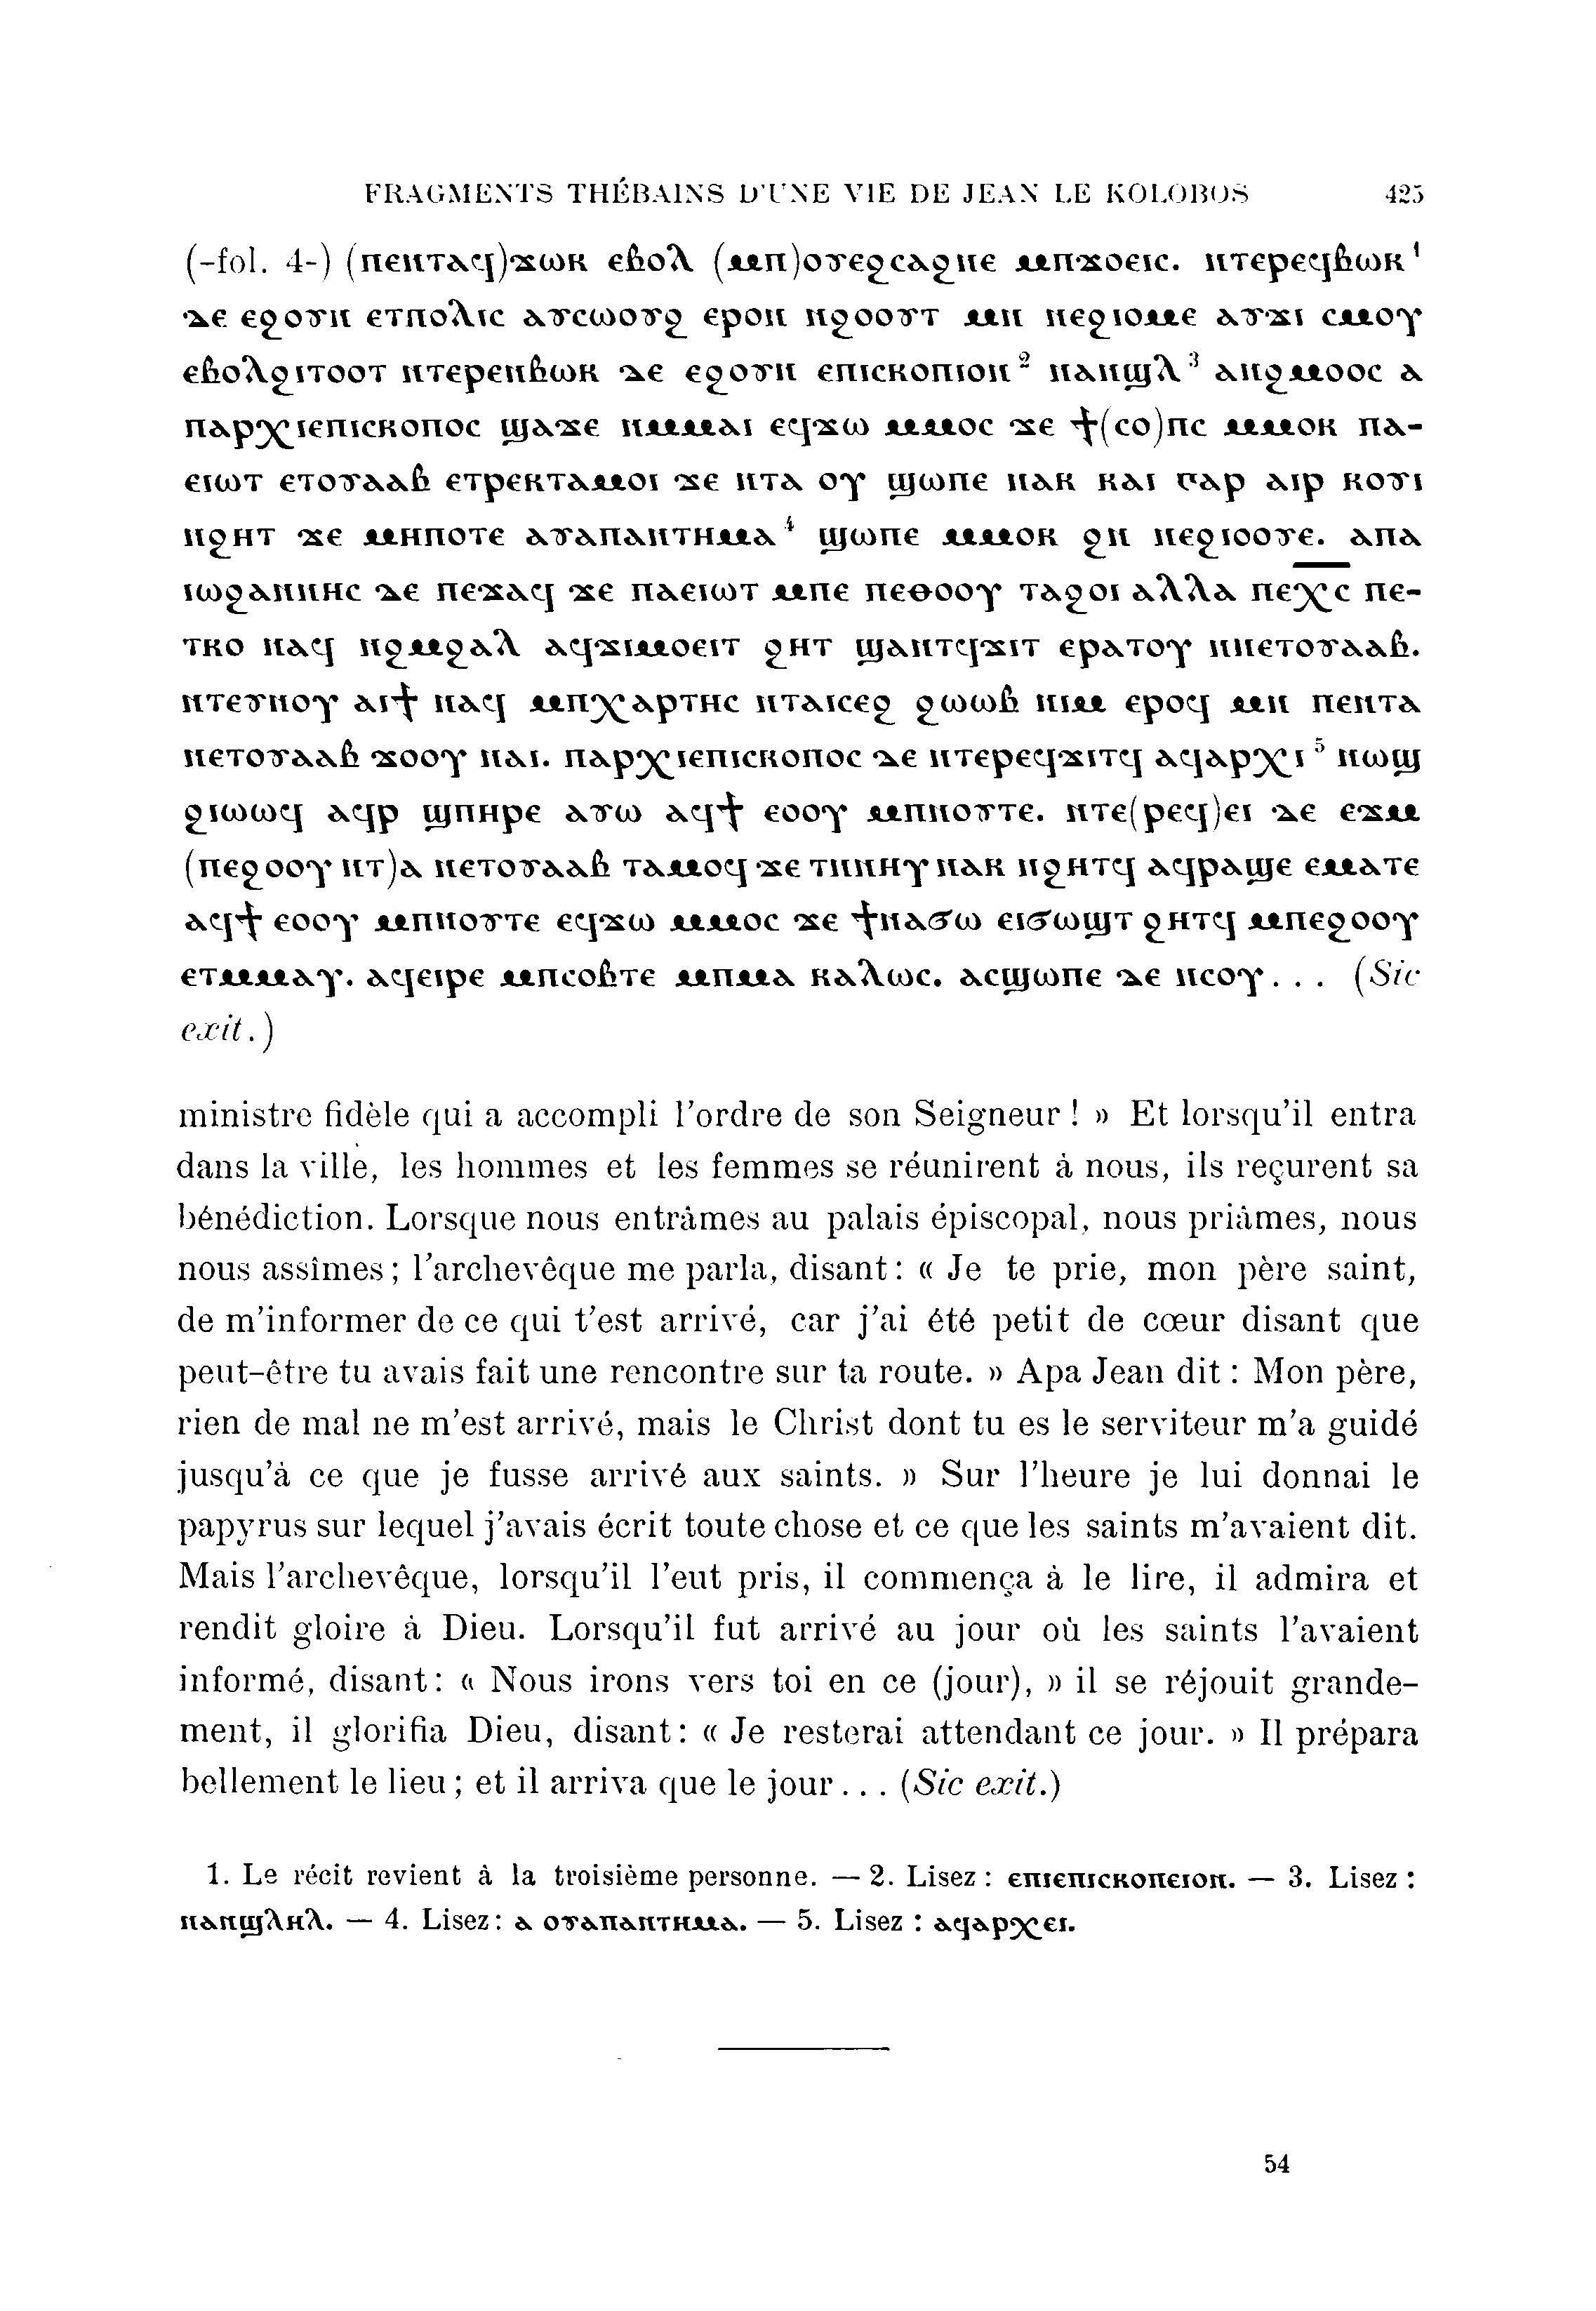 FRAGMENTS THÉBAINS D'UNE VIE DE JEAN LE KOLOBOS 425
(-fol. 4-) (ⲡⲉⲛⲧⲁϥ)ϫⲱⲕ ⲉⲃⲟⲗ (ⲙⲡ)ⲟⲩⲉϩⲥⲁϩⲛⲉ ⲙⲡϫⲟⲉⲓⲥ. ⲛⲧⲉⲣⲉϥⲃⲱⲕ¹
ⲇⲉ ⲉϩⲟⲩⲛ ⲉⲧⲡⲟⲗⲓⲥ ⲁⲩⲥⲱⲟⲩϩ ⲉⲣⲟⲛ ⲛϩⲟⲟⲩⲧ ⲙⲛ ⲛⲉϩⲓⲟⲙⲉ ⲁⲩϫⲓ ⲥⲙⲟⲩ
ⲉⲃⲟⲗϩⲓⲧⲟⲟⲧ ⲛⲧⲉⲣⲉⲛⲃⲱⲕ ⲇⲉ ⲉϩⲟⲩⲛ ⲉⲡⲓⲥⲕⲟⲡⲓⲟⲛ² ⲛⲁⲛϣⲗ³ ⲁⲛϩⲙⲟⲟⲥ ⲁ
ⲡⲁⲣⲭⲓⲉⲡⲓⲥⲕⲟⲡⲟⲥ ϣⲁϫⲉ ⲛⲙⲙⲁⲓ ⲉϥϫⲱ ⲙⲙⲟⲥ ϫⲉ ϯ(ⲥⲟ)ⲡⲥ ⲙⲙⲟⲕ ⲡⲁ-
ⲉⲓⲱⲧ ⲉⲧⲟⲩⲁⲁⲃ ⲉⲧⲣⲉⲕⲧⲁⲙⲟⲓ ϫⲉ ⲛⲧⲁ ⲟⲩ ϣⲱⲡⲉ ⲛⲁⲕ ⲕⲁⲓ ⲅⲁⲣ ⲁⲓⲣ ⲕⲟⲩⲓ
ⲛϩⲏⲧ ϫⲉ ⲙⲏⲡⲟⲧⲉ ⲁⲩⲁⲡⲁⲛⲧⲏⲙⲁ⁴ ϣⲱⲡⲉ ⲙⲙⲟⲕ ϩⲛ ⲛⲉϩⲓⲟⲟⲩⲉ. ⲁⲡⲁ
ⲓⲱϩⲁⲛⲛⲏⲥ ⲇⲉ ⲡⲉϫⲁϥ ϫⲉ ⲡⲁⲉⲓⲱⲧ ⲙⲡⲉ ⲡⲉⲑⲟⲟⲩ ⲧⲁϩⲟⲓ ⲁⲗⲗⲁ ⲡⲉⲭ̅ⲥ̅ ⲡⲉ-
ⲧⲕⲟ ⲛⲁϥ ⲛϩⲙϩⲁⲗ ⲁϥϫⲓⲙⲟⲉⲓⲧ ϩⲏⲧ ϣⲁⲛⲧϥϫⲓⲧ ⲉⲣⲁⲧⲟⲩ ⲛⲛⲉⲧⲟⲩⲁⲁⲃ.
ⲛⲧⲉⲩⲛⲟⲩ ⲁⲓϯ ⲛⲁϥ ⲙⲡⲭⲁⲣⲧⲏⲥ ⲛⲧⲁⲓⲥⲉϩ ϩⲱⲱⲃ ⲛⲓⲙ ⲉⲣⲟϥ ⲙⲛ ⲡⲉⲛⲧⲁ
ⲛⲉⲧⲟⲩⲁⲁⲃ ϫⲟⲟⲩ ⲛⲁⲓ. ⲡⲁⲣⲭⲓⲉⲡⲓⲥⲕⲟⲡⲟⲥ ⲇⲉ ⲛⲧⲉⲣⲉϥϫⲓⲧϥ ⲁϥⲁⲣⲭⲓ⁵ ⲛⲱϣ
ϩⲓⲱⲱϥ ⲁϥⲣ ϣⲡⲏⲣⲉ ⲁⲩⲱ ⲁϥϯ ⲉⲟⲟⲩ ⲙⲡⲛⲟⲩⲧⲉ. ⲛⲧⲉ(ⲣⲉϥ)ⲉⲓ ⲇⲉ ⲉϫⲙ
(ⲡⲉϩⲟⲟⲩ ⲛⲧ)ⲁ ⲛⲉⲧⲟⲩⲁⲁⲃ ⲧⲁⲙⲟϥ ϫⲉ ⲧⲛⲛⲏⲩ ⲛⲁⲕ ⲛϩⲏⲧϥ ⲁϥⲣⲁϣⲉ ⲉⲙⲁⲧⲉ
ⲁϥϯ ⲉⲟⲟⲩ ⲙⲡⲛⲟⲩⲧⲉ ⲉϥϫⲱ ⲙⲙⲟⲥ ϫⲉ ϯⲛⲁϭⲱ ⲉⲓϭⲱϣⲧ ϩⲏⲧϥ ⲙⲡⲉϩⲟⲟⲩ
ⲉⲧⲙⲙⲁⲩ. ⲁϥⲉⲓⲣⲉ ⲙⲡⲥⲟⲃⲧⲉ ⲙⲡⲙⲁ ⲕⲁⲗⲱⲥ. ⲁⲥϣⲱⲡⲉ ⲇⲉ ⲛⲥⲟⲩ... (Sic
exit.)
ministre fidèle qui a accompli l'ordre de son Seigneur ! » Et lorsqu'il entra
dans la ville, les hommes et les femmes se réunirent à nous, ils reçurent sa
bénédiction. Lorsque nous entrâmes au palais épiscopal, nous priâmes, nous
nous assîmes ; l'archevêque me parla, disant : « Je te prie, mon père saint,
de m'informer de ce qui t'est arrivé, car j'ai été petit de cœur disant que
peut-être tu avais fait une rencontre sur ta route. » Apa Jean dit : Mon père,
rien de mal ne m'est arrivé, mais le Christ dont tu es le serviteur m'a guidé
jusqu'à ce que je fusse arrivé aux saints. » Sur l'heure je lui donnai le
papyrus sur lequel j'avais écrit toute chose et ce que les saints m'avaient dit.
Mais l'archevêque, lorsqu'il l'eut pris, il commença à le lire, il admira et
rendit gloire à Dieu. Lorsqu'il fut arrivé au jour où les saints l'avaient
informé, disant : « Nous irons vers toi en ce (jour), » il se réjouit grande-
ment, il glorifia Dieu, disant : « Je resterai attendant ce jour. » Il prépara
bellement le lieu ; et il arriva que le jour... (Sic exit.)
1. Le récit revient à la troisième personne. — 2. Lisez : ⲉⲡⲓⲉⲡⲓⲥⲕⲟⲡⲉⲓⲟⲛ. — 3. Lisez :
ⲛⲁⲛϣⲗⲏⲗ. — 4. Lisez : ⲁ ⲟⲩⲁⲡⲁⲛⲧⲏⲙⲁ. — 5. Lisez : ⲁϥⲁⲣⲭⲉⲓ.
54